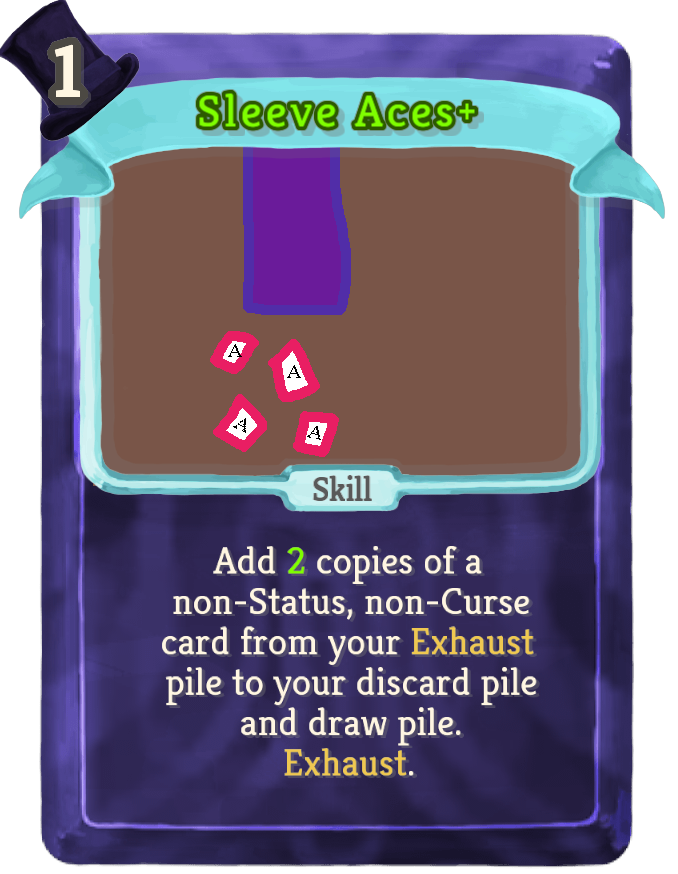 1
Sleeve Aces+
A
A
A
A
Skill
Add 2 copies of a
non-Status, non-Curse
card from your Exhaust
pile to your discard pile
and draw pile.
Exhaust.